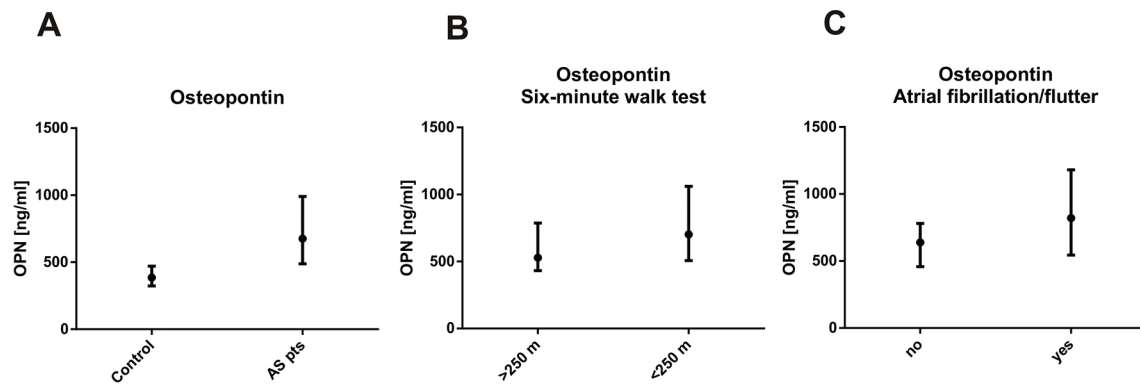 A
Osteopontin
OPN [ng/ml]
1500
1000
500
0
Control
AS pts
B
Osteopontin
Six-minute walk test
OPN [ng/ml]
1500
1000
500
0
>250 m
<250 m
C
Osteopontin
Atrial fibrillation/flutter
OPN [ng/ml]
1500
1000
500
0
no
yes